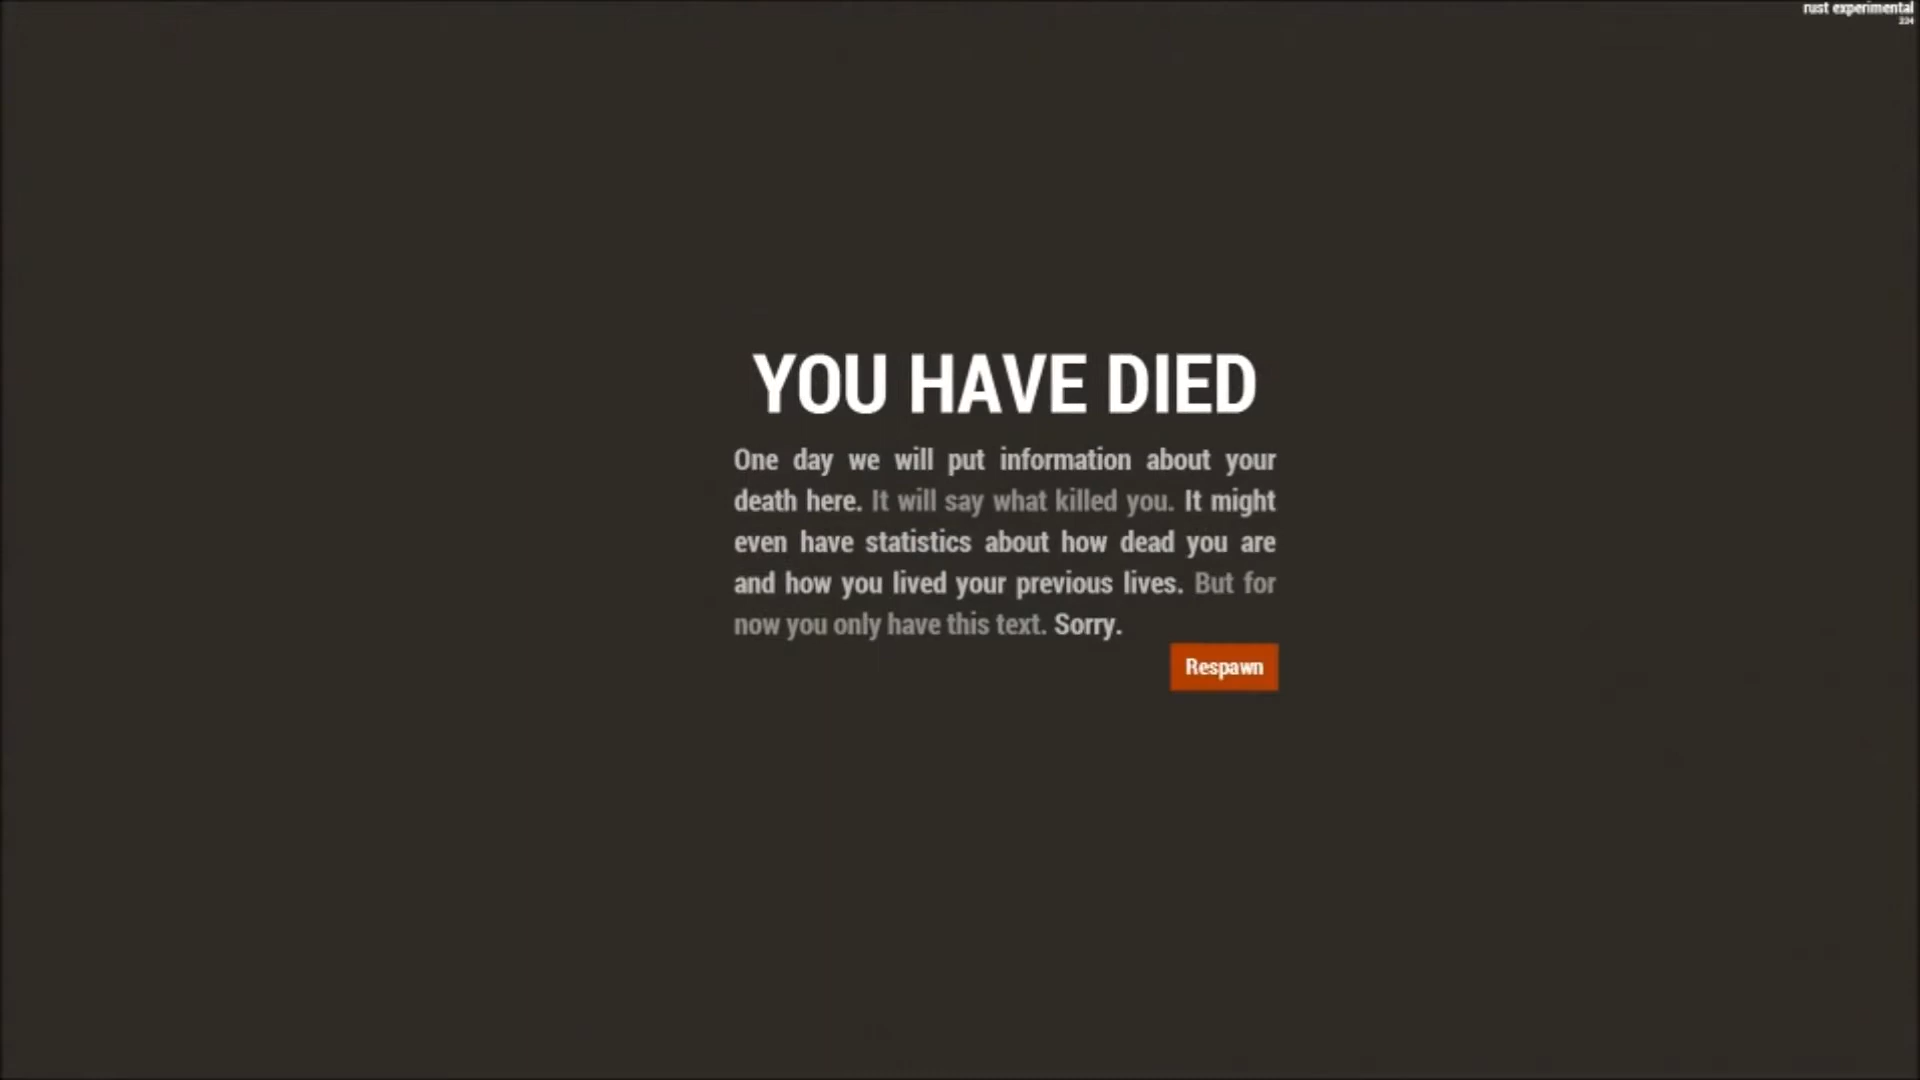 rust experimental
YOU HAVE DIED
One day we will put information about your
death here. It will say what killed you. It might
even have statistics about how dead you are
and how you lived your previous lives. But for
now you only have this text. Sorry.
Respawn